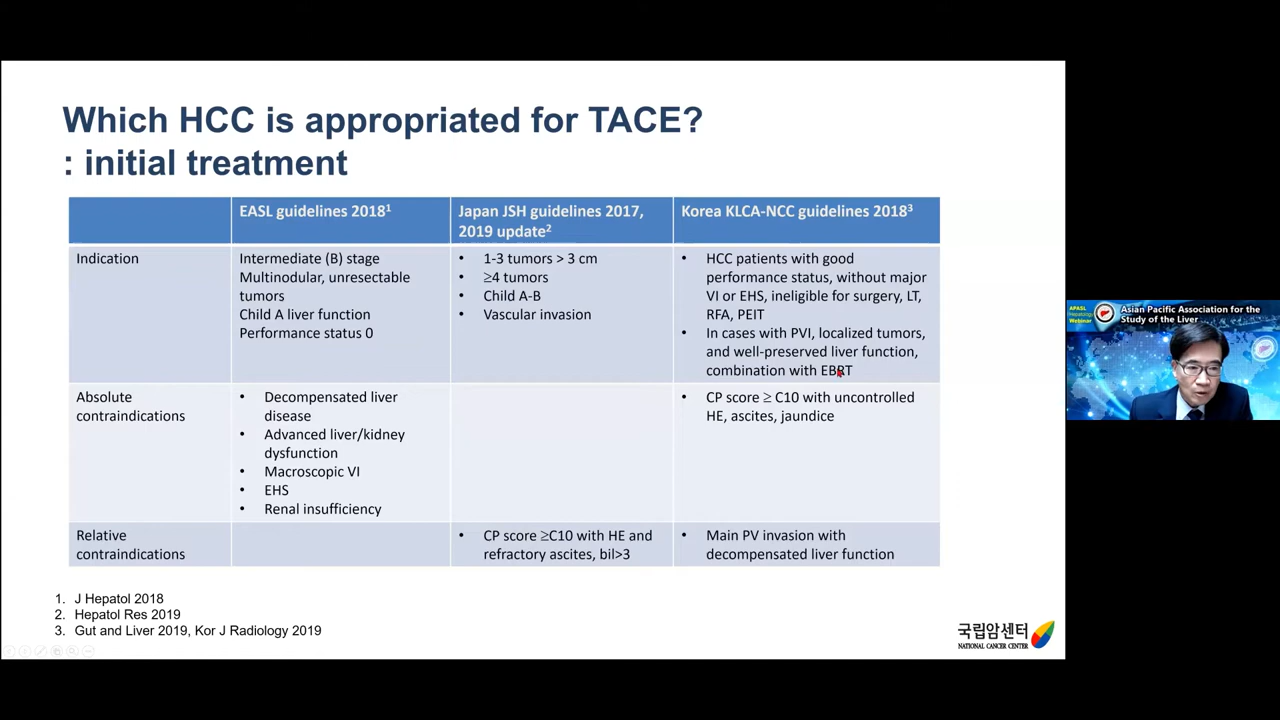 Which HCC is appropriated for TACE?
: initial treatment
EASL guidelines 2018¹
Japan JSH guidelines 2017,
2019 update²
Korea KLCA-NCC guidelines 2018³
Indication
Intermediate (B) stage
Multinodular, unresectable
tumors
Child A liver function
Performance status 0
• 1-3 tumors > 3 cm
• ≥4 tumors
• Child A-B
• Vascular invasion
• HCC patients with good
performance status, without major
VI or EHS, ineligible for surgery, LT,
RFA, PEIT
• In cases with PVI, localized tumors,
and well-preserved liver function,
combination with EBRT
Absolute
contraindications
• Decompensated liver
disease
• Advanced liver/kidney
dysfunction
• Macroscopic VI
• EHS
• Renal insufficiency
• CP score ≥ C10 with uncontrolled
HE, ascites, jaundice
Relative
contraindications
• CP score ≥C10 with HE and
refractory ascites, bil>3
• Main PV invasion with
decompensated liver function
1. J Hepatol 2018
2. Hepatol Res 2019
3. Gut and Liver 2019, Kor J Radiology 2019
국립암센터
NATIONAL CANCER CENTER
APASL
Hepatology
Webinar
Asian Pacific Association for the
Study of the Liver